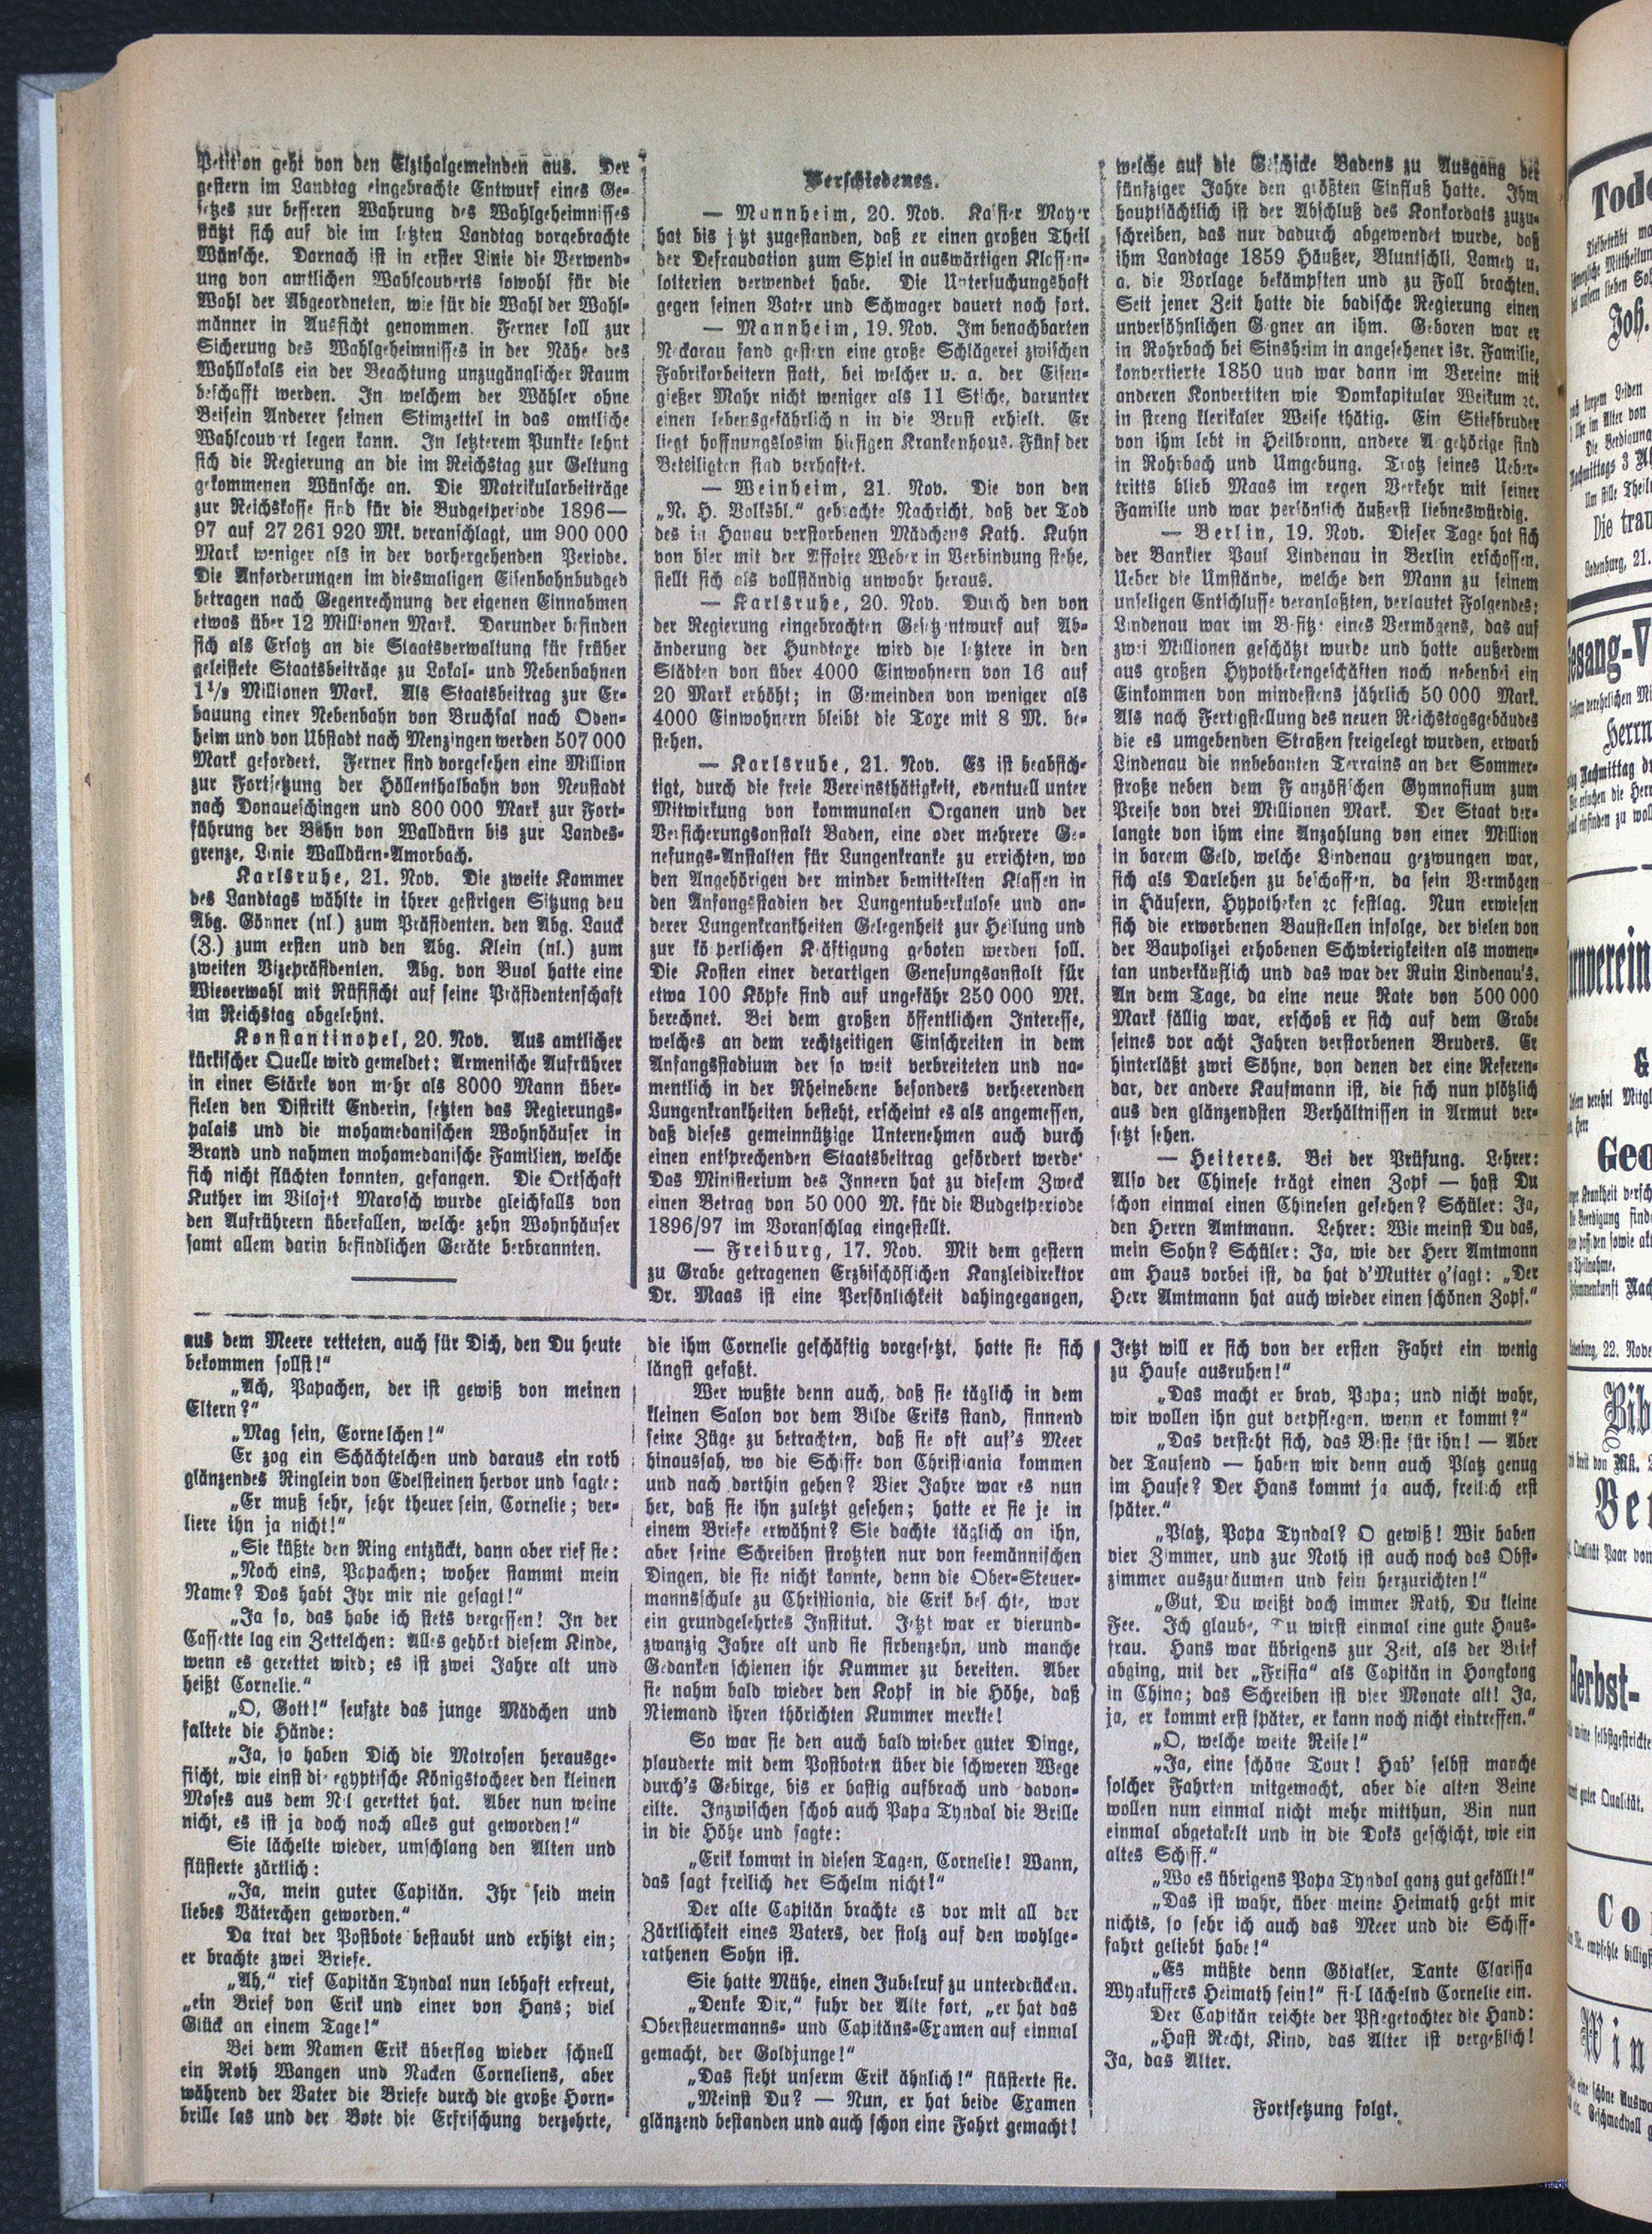 Petition geht von den Elzthalgemeinden aus. Der
gestern im Landtag eingebrachte Entwurf eines Ge-
setzes zur besseren Wahrung des Wahlgeheimnisses
stützt sich auf die im letzten Landtag vorgebrachte
Wünsche. Darnach ist in erster Linie die Verwend-
ung von amtlichen Wahlcouverts sowohl für die
Wahl der Abgeordneten, wie für die Wahl der Wahl-
männer in Aussicht genommen. Ferner soll zur
Sicherung des Wahlgeheimnisses in der Nähe des
Wahllokals ein der Beachtung unzugänglicher Raum
beschafft werden. In welchem der Wähler ohne
Beisein Anderer seinen Stimzettel in das amtliche
Wahlcouvert legen kann. In letzterem Punkte lehnt
sich die Regierung an die im Reichstag zur Geltung
gekommenen Wünsche an. Die Matrikularbeiträge
zur Reichskasse sind für die Budgetperiode 1896—
97 auf 27 261 920 Mk. veranschlagt, um 900 000
Mark weniger als in der vorhergehenden Periode.
Die Anforderungen im diesmaligen Eisenbahnbudged
betragen nach Gegenrechnung der eigenen Einnahmen
etwas über 12 Millionen Mark. Darunder befinden
sich als Ersatz an die Staatsverwaltung für früher
geleistete Staatsbeiträge zu Lokal- und Nebenbahnen
1 1/2 Millionen Mark. Als Staatsbeitrag zur Er-
bauung einer Nebenbahn von Bruchsal nach Oden-
heim und von Ubstadt nach Menzingen werden 507 000
Mark gefordert. Ferner sind vorgesehen eine Million
zur Fortsetzung der Höllenthalbahn von Neustadt
nach Donaueschingen und 800 000 Mark zur Fort-
führung der Bahn von Walldürn bis zur Landes-
grenze, Linie Walldürn-Amorbach.
Karlsruhe, 21. Nov. Die zweite Kammer
des Landtags wählte in ihrer gestrigen Sitzung deu
Abg. Gönner (nl.) zum Präsidenten. den Abg. Lauck
(Z.) zum ersten und den Abg. Klein (nl.) zum
zweiten Vizepräsidenten. Abg. von Buol hatte eine
Wiederwahl mit Rüfsicht auf seine Präsidentenschaft
im Reichstag abgelehnt.
Konstantinopel, 20. Nov. Aus amtlicher
türkischer Quelle wird gemeldet: Armenische Aufrührer
in einer Stärke von mehr als 8000 Mann über-
fielen den Distrikt Enderin, setzten das Regierungs-
palais und die mohamedanischen Wohnhäuser in
Brand und nahmen mohamedanische Familien, welche
sich nicht flüchten konnten, gefangen. Die Ortschaft
Kuther im Vilajet Marasch wurde gleichfalls von
den Aufrührern überfallen, welche zehn Wohnhäuser
samt allem darin befindlichen Geräte berbrannten.
Verschiedenes.
— Mannheim, 20. Nov. Kassier Mayer
hat bis jetzt zugestanden, daß er einen großen Theil
der Defraudation zum Spiel in auswärtigen Klassen-
lotterien verwendet habe. Die Untersuchungshaft
gegen seinen Vater und Schwager dauert noch fort.
— Mannheim, 19. Nov. Im benachbarten
Neckarau fand gestern eine große Schlägerei zwischen
Fabrikarbeitern statt, bei welcher u. a. der Eisen-
gießer Mahr nicht weniger als 11 Stiche, darunter
einen lebensgefährlichen in die Brust erhielt. Er
liegt hoffnungslosim hiesigen Krankenhaus. Fünf der
Beteiligten sind verhaftet.
— Weinheim, 21. Nov. Die von den
„N. H. Volksbl.“ gebrachte Nachricht, daß der Tod
des in Hanau verstorbenen Mädchens Kath. Kuhn
von hier mit der Affaire Weber in Verbindung stehe,
stellt sich als vollständig unwahr heraus.
— Karlsruhe, 20. Nov. Durch den von
der Regierung eingebrachten Gesetzentwurf auf Ab-
änderung der Hundtaxe wird die letztere in den
Städten von über 4000 Einwohnern von 16 auf
20 Mark erhöht; in Gemeinden von weniger als
4000 Einwohnern bleibt die Taxe mit 8 M. be-
stehen.
— Karlsruhe, 21. Nov. Es ist beabsich-
tigt, durch die freie Vereinsthätigkeit, eventuell unter
Mitwirkung von kommunalen Organen und der
Versicherungsanstalt Baden, eine oder mehrere Ge-
nesungs-Anstalten für Lungenkranke zu errichten, wo
den Angehörigen der minder bemittelten Klassen in
den Anfangsstadien der Lungentuberkulose und an-
derer Lungenkrankheiten Gelegenheit zur Heilung und
zur körperlichen Kräftigung geboten werden soll.
Die Kosten einer derartigen Genesungsanstalt für
etwa 100 Köpfe sind auf ungefähr 250 000 Mk.
berechnet. Bei dem großen öffentlichen Interesse,
welches an dem rechtzeitigen Einschreiten in dem
Anfangsstadium der so weit verbreiteten und na-
mentlich in der Rheinebene besonders verheerenden
Lungenkrankheiten besteht, erscheint es als angemessen,
daß dieses gemeinnützige Unternehmen auch durch
einen entsprechenden Staatsbeitrag gefördert werde·
Das Ministerium des Innern hat zu diesem Zweck
einen Betrag von 50 000 M. für die Budgetperiode
1896/97 im Voranschlag eingestellt.
— Freiburg, 17. Nov. Mit dem gestern
zu Grabe getragenen Erzbischöflichen Kanzleidirektor
Dr. Maas ist eine Persönlichkeit dahingegangen,
welche auf die Geschicke Badens zu Ausgang der
fünfziger Jahre den größten Einfluß hatte. Ihm
hauptsächlich ist der Abschluß des Konkordats zuzu-
schreiben, das nur dadurch abgewendet wurde, daß
ihm Landtage 1859 Häußer, Bluntschli, Lamey u.
a. die Vorlage bekämpften und zu Fall brachten.
Seit jener Zeit hatte die badische Regierung einen
unversöhnlichen Gegner an ihm. Geboren war er
in Rohrbach bei Sinsheim in angesehener isr. Familie,
konvertierte 1850 und war dann im Vereine mit
anderen Konvertiten wie Domkapitular Weikum ꝛc.
in streng klerikaler Weise thätig. Ein Stiefbruder
von ihm lebt in Heilbronn, andere Angehörige sind
in Rohrbach und Umgebung. Trotz seines Ueber-
tritts blieb Maas im regen Verkehr mit seiner
Familie und war persönlich äußerst liebneswürdig.
— Berlin, 19. Nov. Dieser Tage hat sich
der Bankier Paul Lindenau in Berlin erschossen.
Ueber die Umstände, welche den Mann zu seinem
unseligen Entschlusse veranlaßten, verlautet Folgendes:
Lindenau war im Besitze eines Vermögens, das auf
zwei Millionen geschätzt wurde und hatte außerdem
aus großen Hypothekengeschäften noch nebenbei ein
Einkommen von mindestens jährlich 50 000 Mark.
Als nach Fertigstellung des neuen Reichstagsgebäudes
die es umgebenden Straßen freigelegt wurden, erwarb
Lindenau die nnbebanten Terrains an der Sommer-
straße neben dem Französischen Gymnasium zum
Preise von drei Millionen Mark. Der Staat ver-
langte von ihm eine Anzahlung von einer Million
in barem Geld, welche Lindenau gezwungen war,
sich als Darlehen zu beschaffen, da sein Vermögen
in Häusern, Hypotheken ꝛc festlag. Nun erwiesen
sich die erworbenen Baustellen infolge, der vielen von
der Baupolizei erhobenen Schwierigkeiten als momen-
tan unverkäuflich und das war der Ruin Lindenau's.
An dem Tage, da eine neue Rate von 500 000
Mark fällig war, erschoß er sich auf dem Grabe
seines vor acht Jahren verstorbenen Bruders. Er
hinterläßt zwri Söhne, von denen der eine Referen-
dar, der andere Kaufmann ist, die sich nun plötzlich
aus den glänzendsten Verhältnissen in Armut ver-
setzt sehen.
— Heiteres. Bei der Prüfung. Lehrer:
Also der Chinese trägt einen Zopf — hast Du
schon einmal einen Chinesen gesehen? Schüler: Ja,
den Herrn Amtmann. Lehrer: Wie meinst Du das,
mein Sohn? Schüler: Ja, wie der Herr Amtmann
am Haus vorbei ist, da hat d'Mutter g'sagt: „Der
Herr Amtmann hat auch wieder einen schönen Zopf.“
aus dem Meere retteten, auch für Dich, den Du heute
bekommen sollst!“
„Ach, Papachen, der ist gewiß von meinen
Eltern?“
„Mag sein, Cornelchen!“
Er zog ein Schächtelchen und daraus ein roth
glänzendes Ringlein von Edelsteinen hervor und sagte:
„Er muß sehr, sehr theuer sein, Cornelie; ver-
liere ihn ja nicht!“
„Sie küßte den Ring entzückt, dann aber rief sie:
„Noch eins, Papachen; woher stammt mein
Name? Das habt Ihr mir nie gesagt!“
„Ja so, das habe ich stets vergessen! In der
Cassette lag ein Zettelchen: Alles gehört diesem Kinde,
wenn es gerettet wird; es ist zwei Jahre alt und
heißt Cornelie.“
„O, Gott!“ seufzte das junge Mädchen und
faltete die Hände:
„Ja, so haben Dich die Matrosen herausge-
fischt, wie einst die egyptische Königstocheer den kleinen
Moses aus dem Nil gerettet hat. Aber nun weine
nicht, es ist ja doch noch alles gut geworden!“
Sie lächelte wieder, umschlang den Alten und
flüsterte zärtlich:
„Ja, mein guter Capitän. Ihr seid mein
liebes Väterchen geworden.“
Da trat der Postbote bestaubt und erhitzt ein;
er brachte zwei Briefe.
„Ah,“ rief Capitän Tyndal nun lebhaft erfreut,
„ein Brief von Erik und einer von Hans; viel
Glück an einem Tage!“
Bei dem Namen Erik überflog wieder schnell
ein Roth Wangen und Nacken Corneliens, aber
während der Vater die Briefe durch die große Horn-
brille las und der Bote die Erfrischung verzehrte,
die ihm Cornelie geschäftig vorgesetzt, hatte sie sich
längst gefaßt.
Wer wußte denn auch, daß sie täglich in dem
kleinen Salon vor dem Bilde Eriks stand, sinnend
seine Züge zu betrachten, daß sie oft auf's Meer
hinaussah, wo die Schiffe von Christiania kommen
und nach dorthin gehen? Vier Jahre war es nun
her, daß sie ihn zuletzt gesehen; hatte er sie je in
einem Briefe erwähnt? Sie dachte täglich an ihn,
aber seine Schreiben strotzten nur von seemännischen
Dingen, die sie nicht kannte, denn die Ober-Steuer-
mannsschule zu Christiania, die Erik besuchte, war
ein grundgelehrtes Institut. Jetzt war er vierund-
zwanzig Jahre alt und sie sirbenzehn, und manche
Gedanken schienen ihr Kummer zu bereiten. Aber
sie nahm bald wieder den Kopf in die Höhe, daß
Niemand ihren thörichten Kummer merkte!
So war sie den auch bald wieber guter Dinge,
plauderte mit dem Postboten über die schweren Wege
durch's Gebirge, bis er bastig aufbrach und davon-
eilte. Inzwischen schob auch Papa Tyndal die Brille
in die Höhe und sagte:
„Erik kommt in diesen Tagen, Cornelie! Wann,
das sagt freilich der Schelm nicht!“
Der alte Capitän brachte es vor mit all der
Zärtlichkeit eines Vaters, der stolz auf den wohlge-
rathenen Sohn ist.
Sie hatte Mühe, einen Jubelruf zu unterdrücken.
„Denke Dir,“ fuhr der Alte fort, „er hat das
Obersteuermanns- und Capitäns-Examen auf einmal
gemacht, der Goldjunge!“
„Das sieht unserm Erik ähnlich!“ flüsterte sie.
„Meinst Du? — Nun, er hat beide Examen
glänzend bestanden und auch schon eine Fahrt gemacht!
Jetzt will er sich von der ersten Fahrt ein wenig
zu Hause ausruhen!“
„Das macht er brav, Papa; und nicht wahr,
wir wollen ihn gut verpflegen, wenn er kommt?“
„Das versteht sich, das Beste für ihn! — Aber
der Tausend — haben wir denn auch Platz genug
im Hause? Der Hans kommt ja auch, freilich erst
später.“
„Platz, Papa Tyndal? O gewiß! Wir haben
vier Zimmer, und zur Noth ist auch noch das Obst-
zimmer auszuräumen und fein herzurichten!“
„Gut, Du weißt doch immer Rath, Du kleine
Fee. Ich glaube, Du wirst einmal eine gute Haus-
frau. Hans war übrigens zur Zeit, als der Brief
abging, mit der „Frisia“ als Capitän in Hongkong
in China; das Schreiben ist vier Monate alt! Ja,
ja, er kommt erst später, er kann noch nicht eintreffen.“
„O, welche weite Reise!“
„Ja, eine schöne Tour! Hab' selbst manche
solcher Fahrten mitgemacht, aber die alten Beine
wollen nun einmal nicht mehr mitthun, Bin nun
einmal abgetakelt und in die Doks geschicht, wie ein
altes Schiff.“
„Wo es übrigens Papa Tyndal ganz gut gefällt!“
„Das ist wahr, über meine Heimath geht mir
nichts, so sehr ich auch das Meer und die Schiff-
fahrt geliebt habe!“
„Es müßte denn Götakler, Tante Clarissa
Wynkuffers Heimath sein!“ fiel lächelnd Cornelie ein.
Der Capitän reichte der Pflegetochter die Hand:
„Hast Recht, Kind, das Alter ist vergeßlich!
Ja, das Alter.
Fortsetzung folgt.